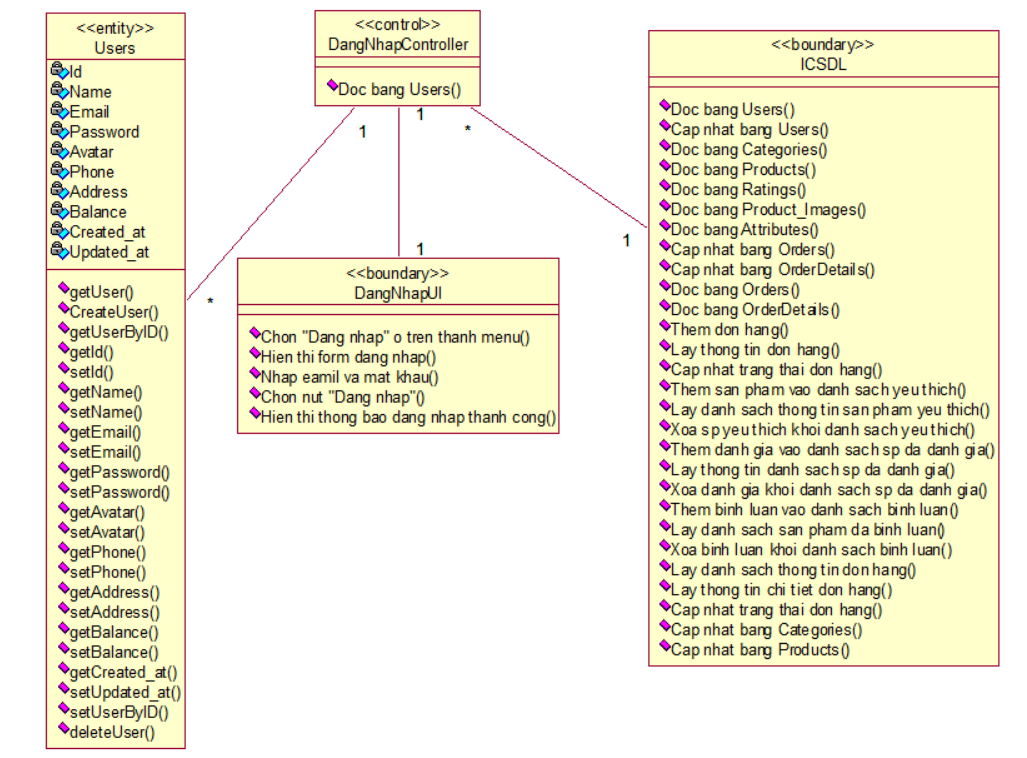 <<entity>>
Users
Id
Name
Email
Password
Avatar
Phone
Address
Balance
Created_at
Updated_at
getUser()
CreateUser()
getUserByID()
getId()
setId()
getName()
setName()
getEmail()
setEmail()
getPassword()
setPassword()
getAvatar()
setAvatar()
getPhone()
setPhone()
getAddress()
setAddress()
getBalance()
setBalance()
getCreated_at()
setUpdated_at()
setUserByID()
deleteUser()
<<control>>
DangNhapController
Doc bang Users()
1
1
*
*
1
1
<<boundary>>
DangNhapUI
Chon "Dang nhap" o tren thanh menu()
Hien thi form dang nhap()
Nhap eamil va mat khau()
Chon nut "Dang nhap"()
Hien thi thong bao dang nhap thanh cong()
<<boundary>>
ICSDL
Doc bang Users()
Cap nhat bang Users()
Doc bang Categories()
Doc bang Products()
Doc bang Ratings()
Doc bang Product_Images()
Doc bang Attributes()
Cap nhat bang Orders()
Cap nhat bang OrderDetails()
Doc bang Orders()
Doc bang OrderDetails()
Them don hang()
Lay thong tin don hang()
Cap nhat trang thai don hang()
Them san pham vao danh sach yeu thich()
Lay danh sach thong tin san pham yeu thich()
Xoa sp yeu thich khoi danh sach yeu thich()
Them danh gia vao danh sach sp da danh gia()
Lay thong tin danh sach sp da danh gia()
Xoa danh gia khoi danh sach sp da danh gia()
Them binh luan vao danh sach binh luan()
Lay danh sach san pham da binh luan()
Xoa binh luan khoi danh sach binh luan()
Lay danh sach thong tin don hang()
Lay thong tin chi tiet don hang()
Cap nhat trang thai don hang()
Cap nhat bang Categories()
Cap nhat bang Products()